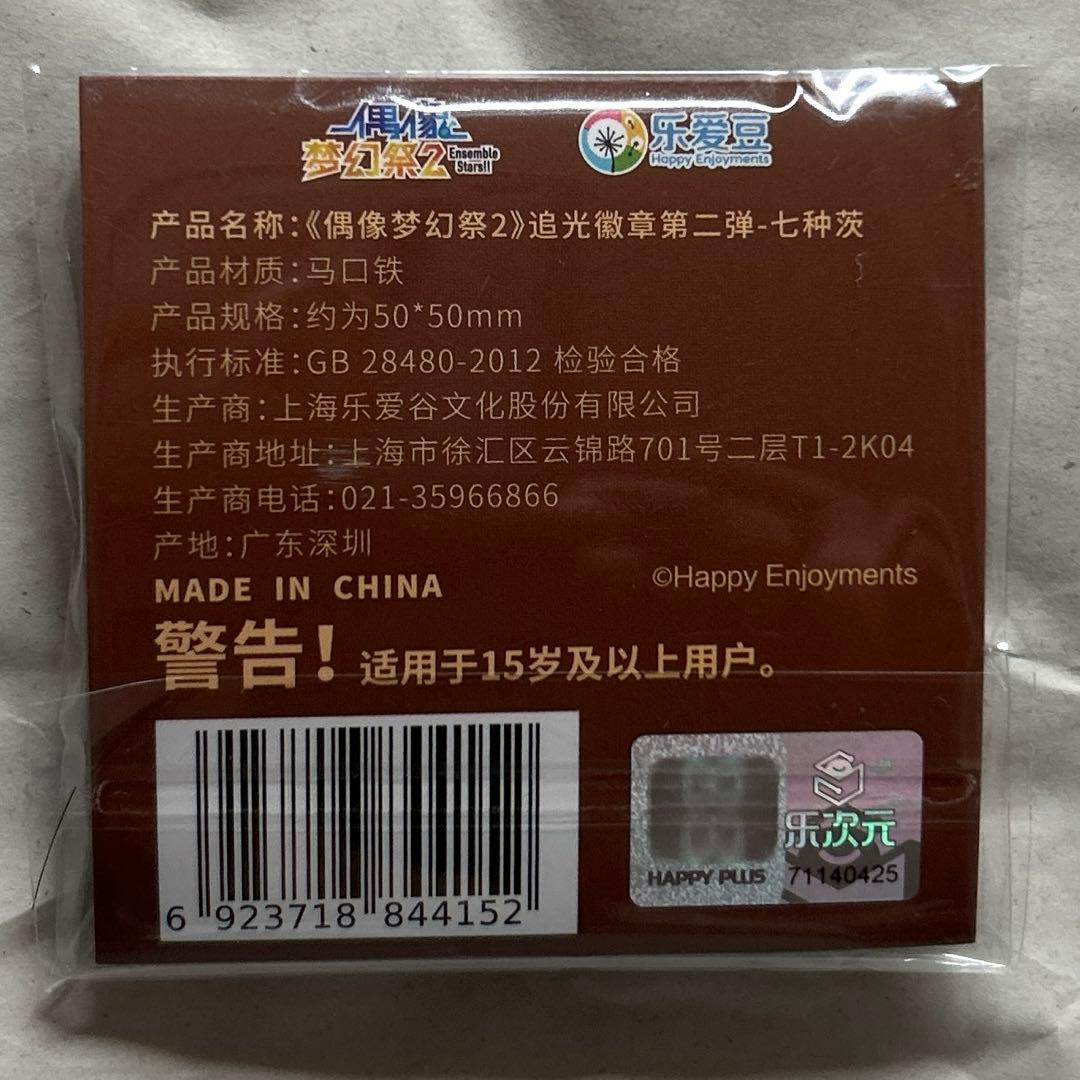 偶像
梦幻祭2 Ensemble Stars!!
乐爱豆
Happy Enjoyments
产品名称:《偶像梦幻祭2》追光徽章第二弹-七种茨
产品材质:马口铁
产品规格:约为50*50mm
执行标准:GB 28480-2012 检验合格
生产商:上海乐爱谷文化股份有限公司
生产商地址:上海市徐汇区云锦路701号二层T1-2K04
生产商电话:021-35966866
产地:广东深圳
MADE IN CHINA
©Happy Enjoyments
警告! 适用于15岁及以上用户。
6 923718 844152
乐次元
HAPPY PLUS
71140425